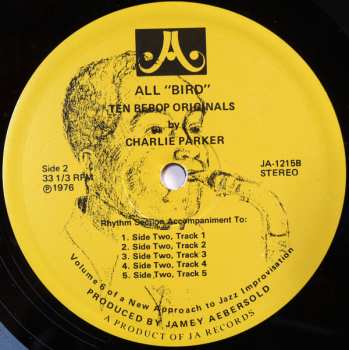 JA
ALL "BIRD"
TEN BEBOP ORIGINALS
by
CHARLIE PARKER
Side 2
33 1/3 RPM
℗1976
JA-1215B
STEREO
Rhythm Section Accompaniment To:
1. Side Two, Track 1
2. Side Two, Track 2
3. Side Two, Track 3
4. Side Two, Track 4
5. Side Two, Track 5
Volume 6 of a New Approach to Jazz Improvisation
PRODUCED BY JAMEY AEBERSOLD
A PRODUCT OF JA RECORDS